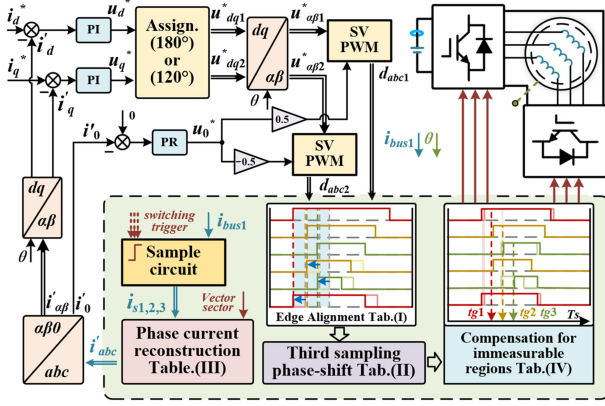 i_d^*
i'_d
PI
u_d^*
i_q^*
i'_q
PI
u_q^*
Assign.
(180°)
or
(120°)
u^*_dq1
u^*_dq2
dq
αβ
θ
u^*_αβ1
u^*_αβ2
SV
PWM
d_abc1
0
i'_0
PR
u_0^*
0.5
-0.5
SV
PWM
d_abc2
i_bus1
θ
dq
αβ
θ
i'_αβ
i'_0
αβ0
abc
i'_abc
switching
trigger
i_bus1
Sample
circuit
i_s1,2,3
Vector
sector
Phase current
reconstruction
Table.(III)
Edge Alignment Tab.(I)
Third sampling
phase-shift Tab.(II)
tg1
tg2
tg3
Ts
Compensation for
immeasurable
regions Tab.(IV)